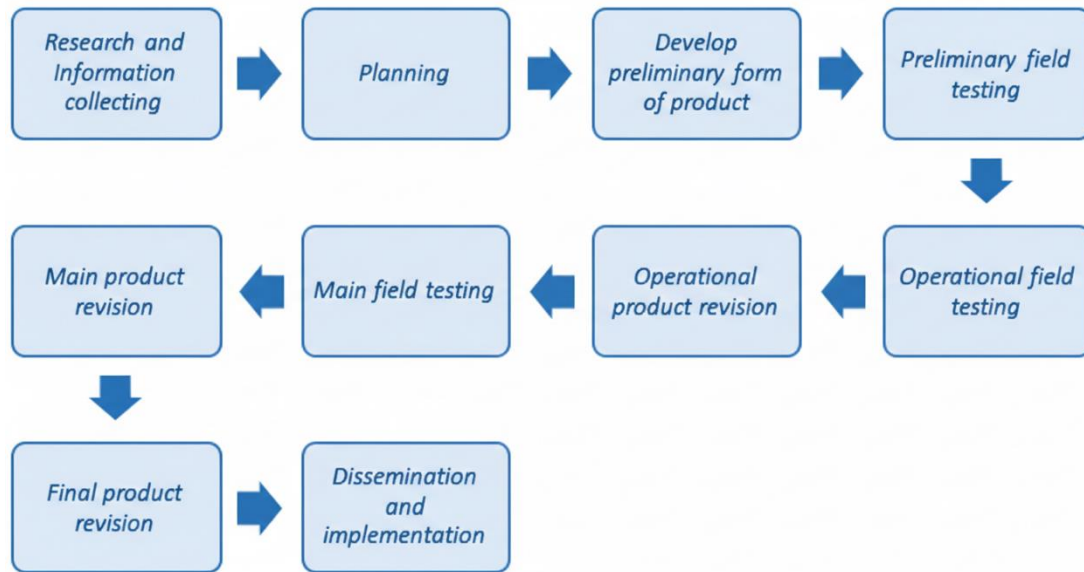 Research and
Information
collecting
Planning
Develop
preliminary form
of product
Preliminary field
testing
Operational field
testing
Operational
product revision
Main field testing
Main product
revision
Final product
revision
Dissemination
and
implementation